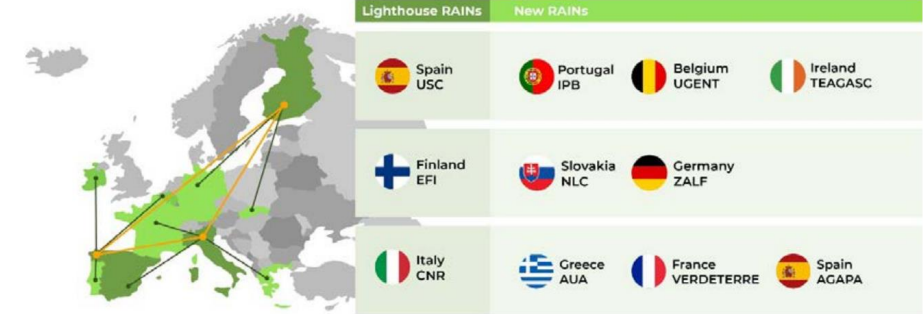 Lighthouse RAINs New RAINs
Spain
USC
Portugal
IPB
Belgium
UGENT
Ireland
TEAGASC
Finland
EFI
Slovakia
NLC
Germany
ZALF
Italy
CNR
Greece
AUA
France
VERDETERRE
Spain
AGAPA